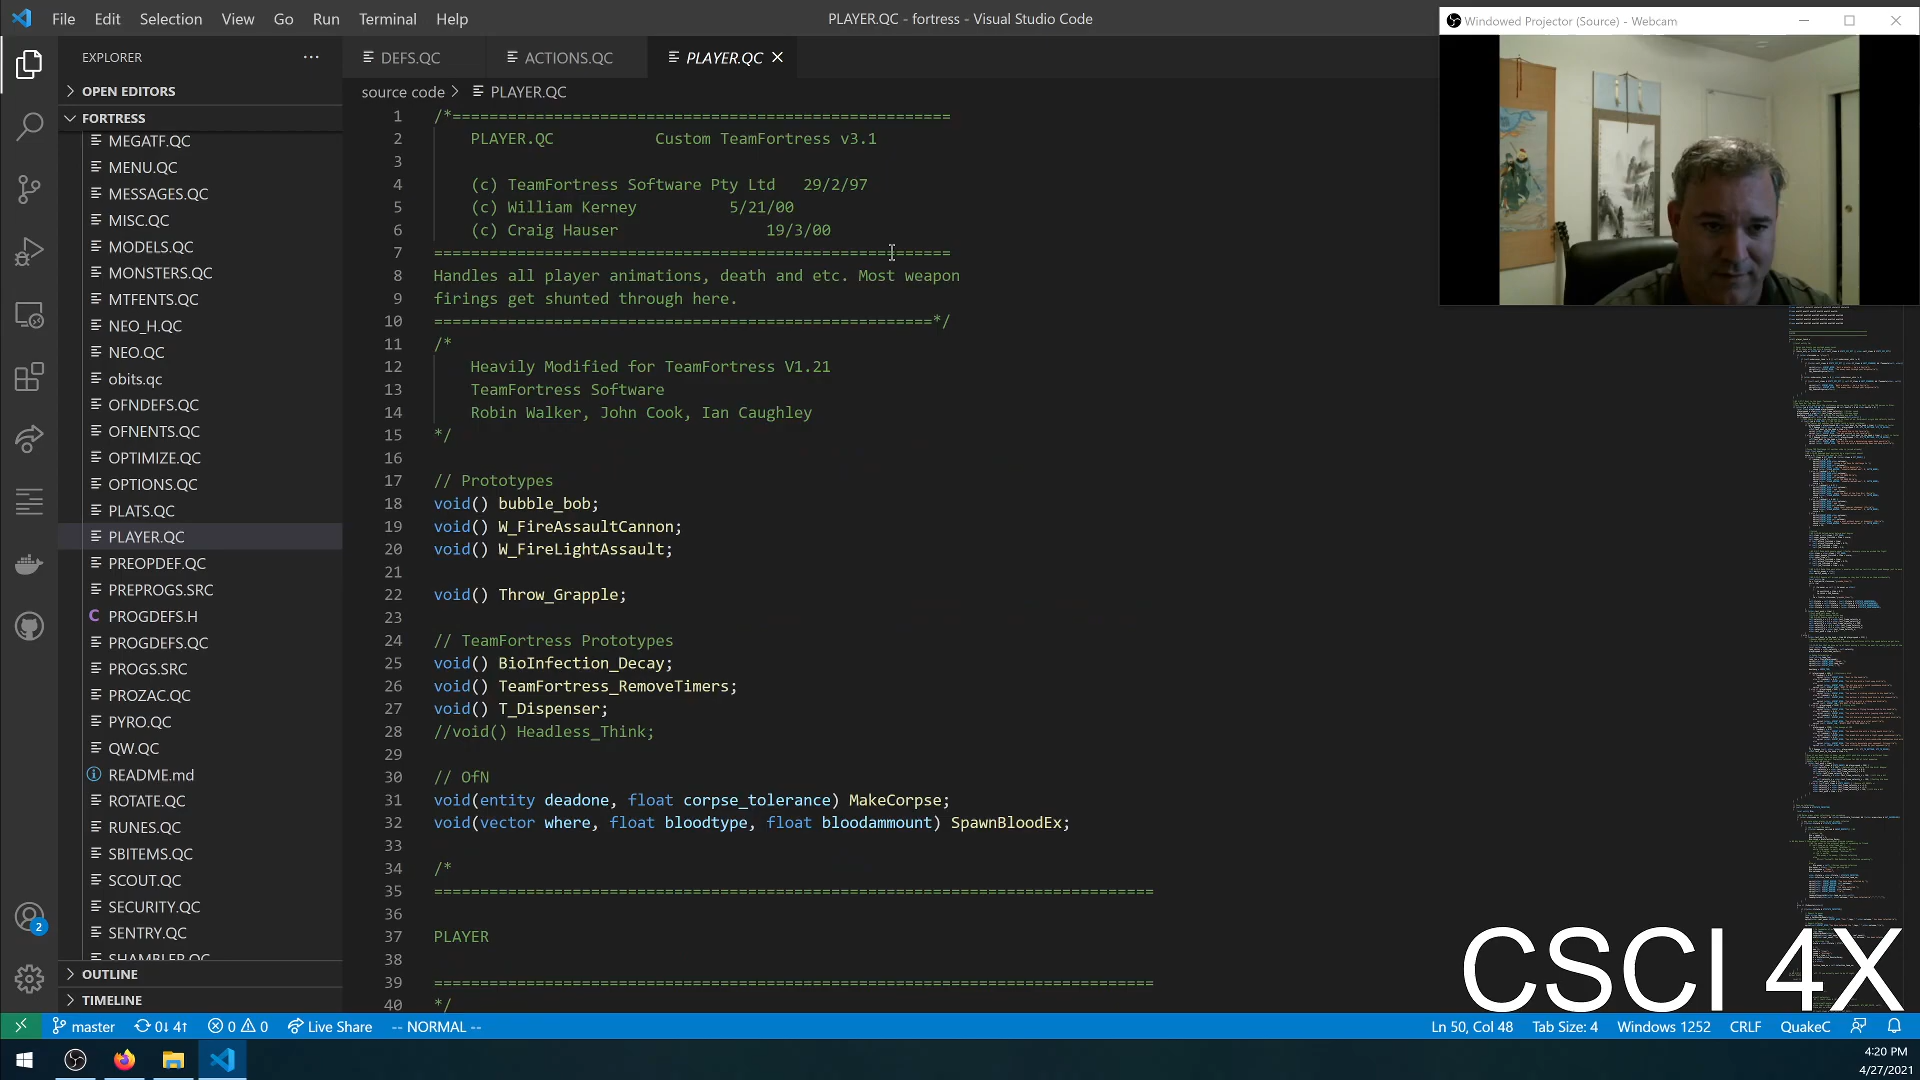 File Edit Selection View Go Run Terminal Help
PLAYER.QC - fortress - Visual Studio Code
Windowed Projector (Source) - Webcam
EXPLORER
DEFS.QC ACTIONS.QC PLAYER.QC
OPEN EDITORS
source code > PLAYER.QC
FORTRESS
MEGATF.QC
MENU.QC
MESSAGES.QC
MISC.QC
MODELS.QC
MONSTERS.QC
MTFENTS.QC
NEO_H.QC
NEO.QC
obits.qc
OFNDEFS.QC
OFNENTS.QC
OPTIMIZE.QC
OPTIONS.QC
PLATS.QC
PLAYER.QC
PREOPDEF.QC
PREPROGS.SRC
C PROGDEFS.H
PROGDEFS.QC
PROGS.SRC
PROZAC.QC
PYRO.QC
QW.QC
README.md
ROTATE.QC
RUNES.QC
SBITEMS.QC
SCOUT.QC
SECURITY.QC
SENTRY.QC
SHAMBLER.QC
OUTLINE
TIMELINE
2
1 /*======================================================
2 PLAYER.QC Custom TeamFortress v3.1
3
4 (c) TeamFortress Software Pty Ltd 29/2/97
5 (c) William Kerney 5/21/00
6 (c) Craig Hauser 19/3/00
7 ========================================================
8 Handles all player animations, death and etc. Most weapon
9 firings get shunted through here.
10 ======================================================*/
11 /*
12 Heavily Modified for TeamFortress V1.21
13 TeamFortress Software
14 Robin Walker, John Cook, Ian Caughley
15 */
16
17 // Prototypes
18 void() bubble_bob;
19 void() W_FireAssaultCannon;
20 void() W_FireLightAssault;
21
22 void() Throw_Grapple;
23
24 // TeamFortress Prototypes
25 void() BioInfection_Decay;
26 void() TeamFortress_RemoveTimers;
27 void() T_Dispenser;
28 //void() Headless_Think;
29
30 // OfN
31 void(entity deadone, float corpse_tolerance) MakeCorpse;
32 void(vector where, float bloodtype, float bloodammount) SpawnBloodEx;
33
34 /*
35 ==============================================================================
36
37 PLAYER
38
39 ==============================================================================
40 */
CSCI 4X
master 0↓ 4↑ 0 0 Live Share -- NORMAL --
Ln 50, Col 48 Tab Size: 4 Windows 1252 CRLF QuakeC
4:20 PM
4/27/2021